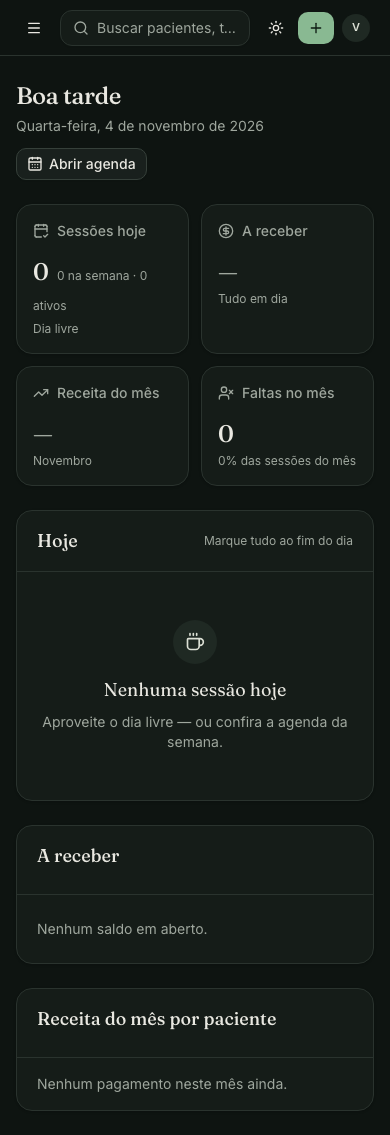 Buscar pacientes, t...
V
Boa tarde
Quarta-feira, 4 de novembro de 2026
Abrir agenda
Sessões hoje
0 0 na semana · 0
ativos
Dia livre
A receber
—
Tudo em dia
Receita do mês
—
Novembro
Faltas no mês
0
0% das sessões do mês
Hoje
Marque tudo ao fim do dia
Nenhuma sessão hoje
Aproveite o dia livre — ou confira a agenda da
semana.
A receber
Nenhum saldo em aberto.
Receita do mês por paciente
Nenhum pagamento neste mês ainda.